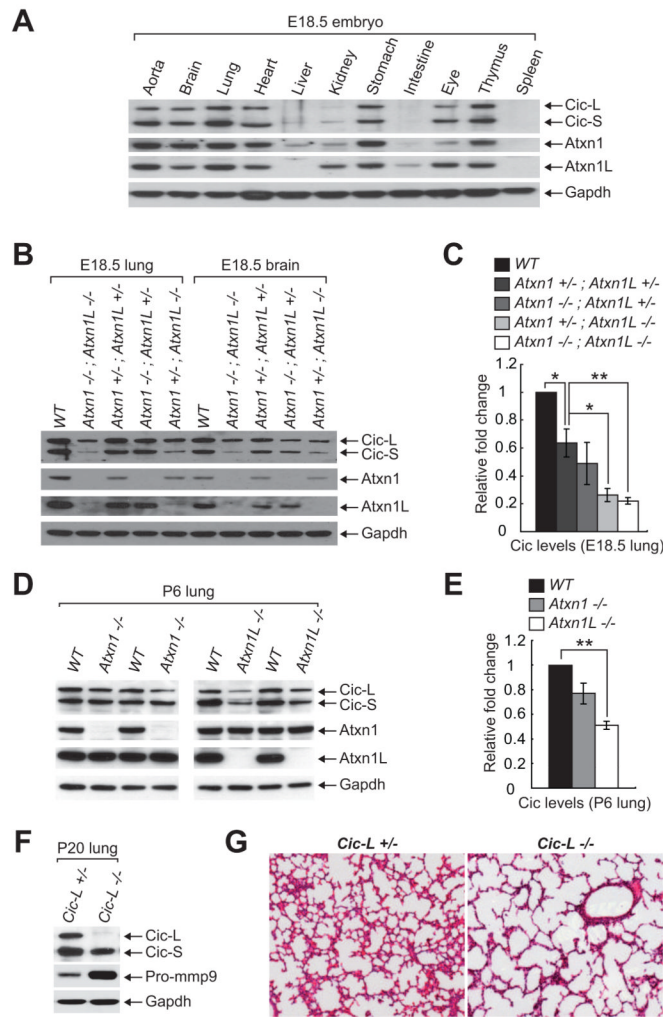 A
E18.5 embryo
Aorta
Brain
Lung
Heart
Liver
Kidney
Stomach
Intestine
Eye
Thymus
Spleen
Cic-L
Cic-S
Atxn1
Atxn1L
Gapdh
B
E18.5 lung
E18.5 brain
WT
Atxn1 -/- ; Atxn1L -/-
Atxn1 +/- ; Atxn1L +/-
Atxn1 -/- ; Atxn1L +/-
Atxn1 +/- ; Atxn1L -/-
WT
Atxn1 -/- ; Atxn1L -/-
Atxn1 +/- ; Atxn1L +/-
Atxn1 -/- ; Atxn1L +/-
Atxn1 +/- ; Atxn1L -/-
Cic-L
Cic-S
Atxn1
Atxn1L
Gapdh
C
WT
Atxn1 +/- ; Atxn1L +/-
Atxn1 -/- ; Atxn1L +/-
Atxn1 +/- ; Atxn1L -/-
Atxn1 -/- ; Atxn1L -/-
Relative fold change
1.2
1
0.8
0.6
0.4
0.2
0
*
**
*
Cic levels (E18.5 lung)
D
P6 lung
WT
Atxn1 -/-
WT
Atxn1 -/-
WT
Atxn1L -/-
WT
Atxn1L -/-
Cic-L
Cic-S
Atxn1
Atxn1L
Gapdh
E
WT
Atxn1 -/-
Atxn1L -/-
Relative fold change
1.2
1
0.8
0.6
0.4
0.2
0
**
Cic levels (P6 lung)
F
P20 lung
Cic-L +/-
Cic-L -/-
Cic-L
Cic-S
Pro-mmp9
Gapdh
G
Cic-L +/-
Cic-L -/-